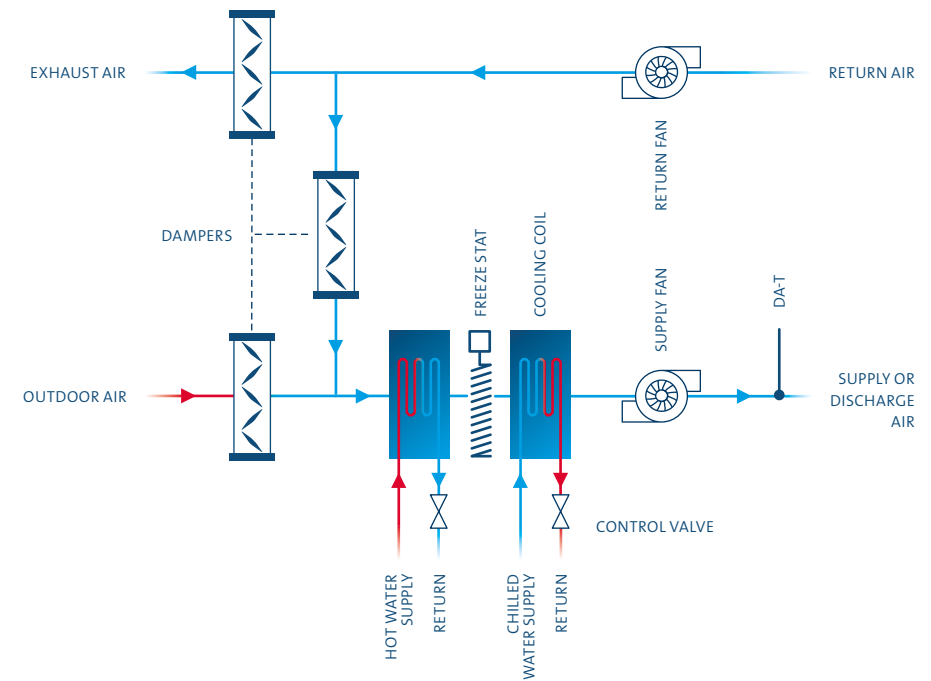 EXHAUST AIR
RETURN AIR
RETURN FAN
DAMPERS
FREEZE STAT
COOLING COIL
SUPPLY FAN
DA-T
OUTDOOR AIR
SUPPLY OR
DISCHARGE
AIR
CONTROL VALVE
HOT WATER
SUPPLY
RETURN
CHILLED
WATER SUPPLY
RETURN